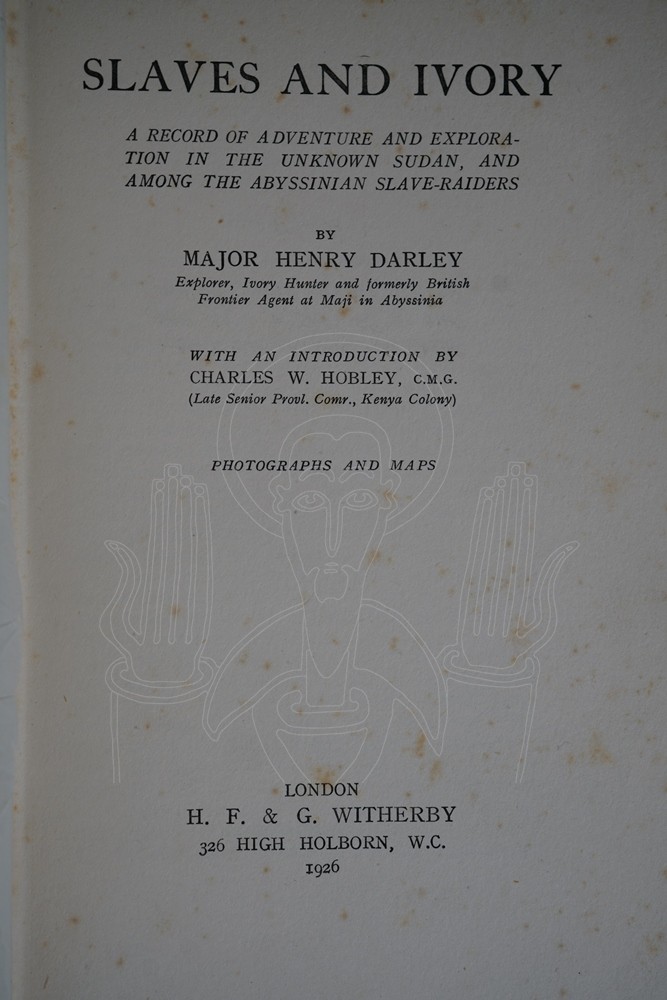 SLAVES AND IVORY
A RECORD OF ADVENTURE AND EXPLORA-
TION IN THE UNKNOWN SUDAN, AND
AMONG THE ABYSSINIAN SLAVE-RAIDERS
BY
MAJOR HENRY DARLEY
Explorer, Ivory Hunter and formerly British
Frontier Agent at Maji in Abyssinia
WITH AN INTRODUCTION BY
CHARLES W. HOBLEY, C.M.G.
(Late Senior Provl. Comr., Kenya Colony)
PHOTOGRAPHS AND MAPS
LONDON
H. F. & G. WITHERBY
326 HIGH HOLBORN, W.C.
1926